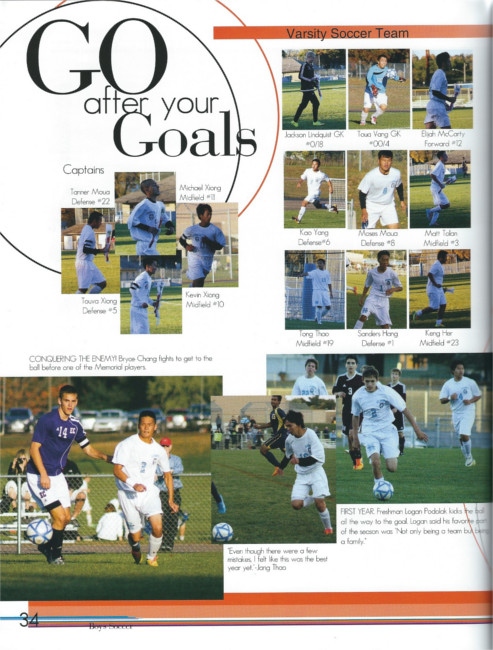 GO
after your
Goals
Varsity Soccer Team
Jackson Lindquist GK
#0/18
Toua Vang GK
#00/4
Elijah McCarty
Forward #12
Captains
Tanner Moua
Defense #22
Michael Xiong
Midfield #11
Kao Yang
Defense#6
Moses Moua
Defense #8
Matt Tolan
Midfield #3
Touva Xiong
Defense #5
Kevin Xiong
Midfield #10
Tong Thao
Midfield #19
Sanders Hang
Defense #1
Keng Her
Midfield #23
CONQUERING THE ENEMY! Bryce Chang fights to get to the
ball before one of the Memorial players.
#14
FIRST YEAR. Freshman Logan Podolak kicks the ball
all of the way to the goal. Logan said his favorite part
of the season was "Not only being a team but being
a family."
"Even though there were a few
mistakes, I felt like this was the best
year yet."-Jang Thao
34
Boys Soccer